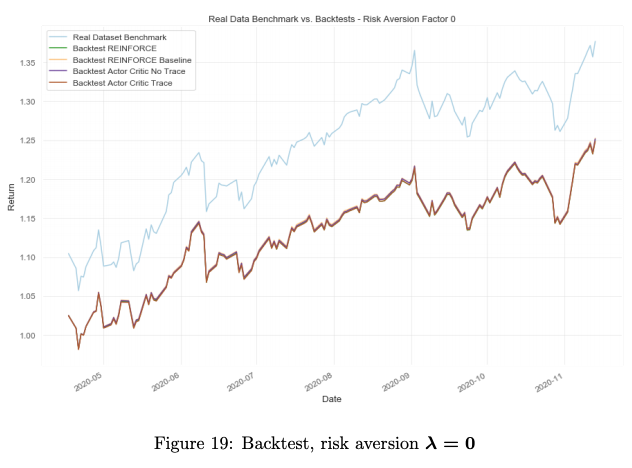 Real Data Benchmark vs. Backtests - Risk Aversion Factor 0
Real Dataset Benchmark
Backtest REINFORCE
Backtest REINFORCE Baseline
Backtest Actor Critic No Trace
Backtest Actor Critic Trace
1.35
1.30
1.25
1.20
1.15
1.10
1.05
1.00
Return
2020-05
2020-06
2020-07
2020-08
2020-09
2020-10
2020-11
Date
Figure 19: Backtest, risk aversion λ = 0